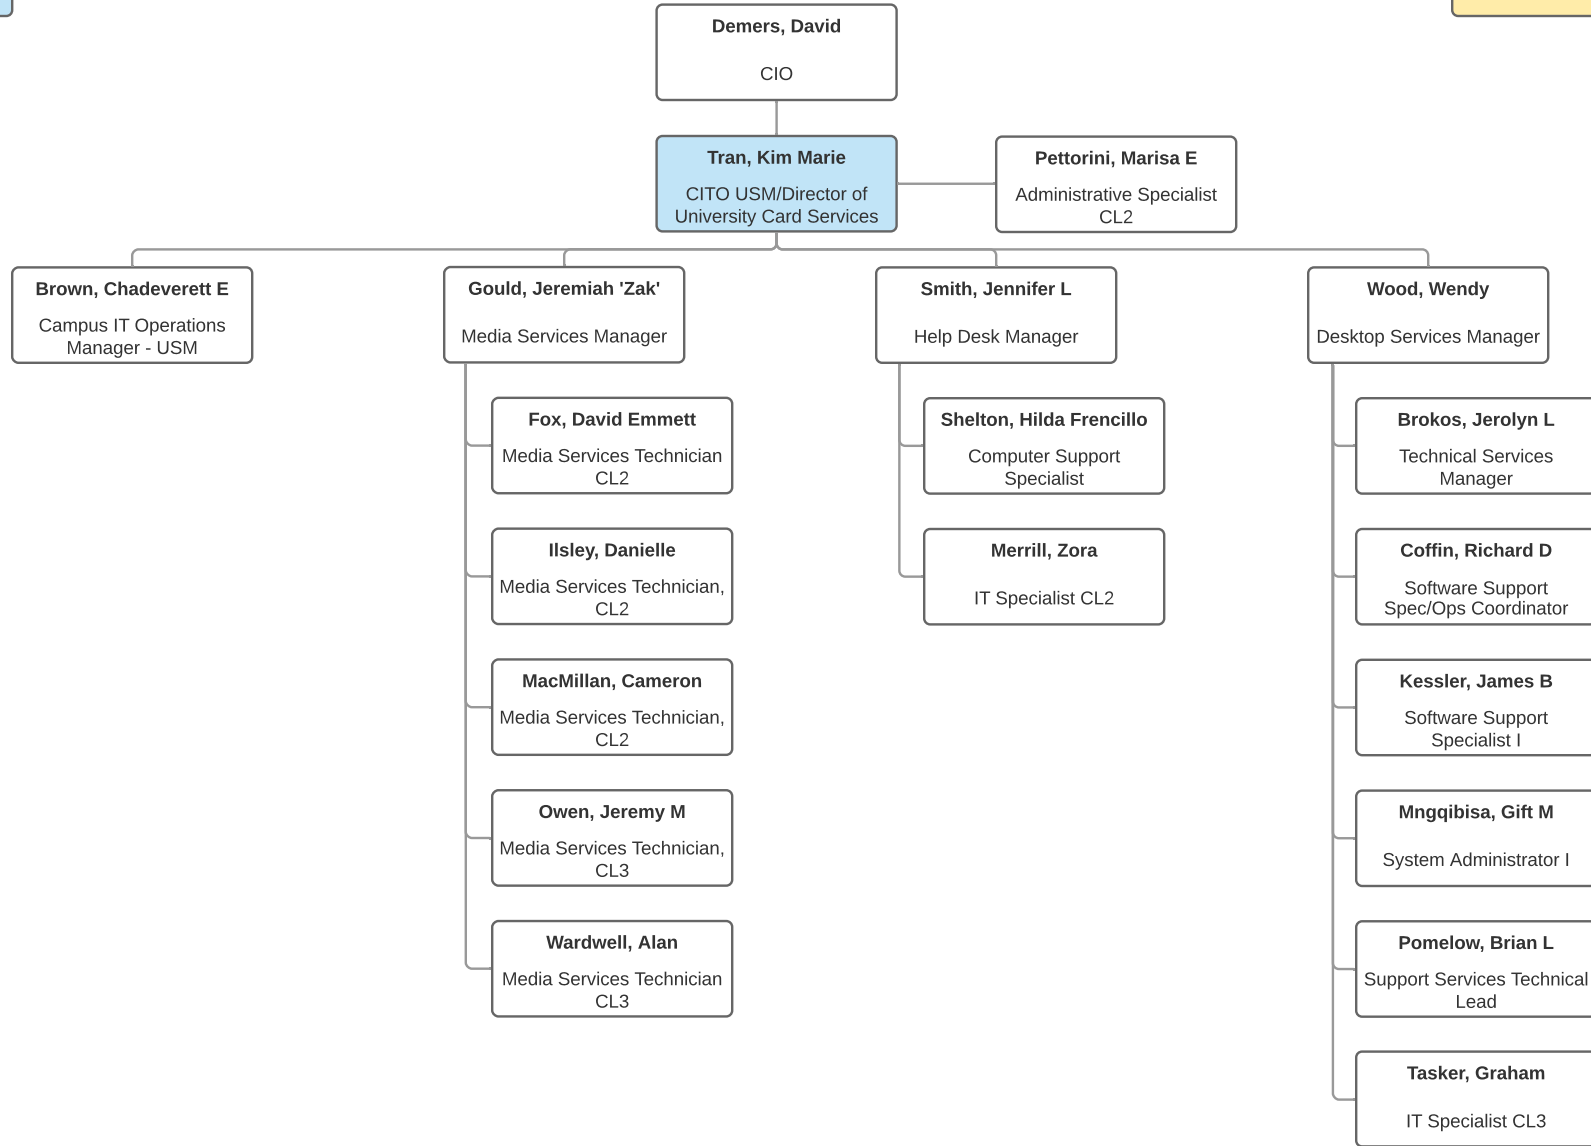 Demers, David
CIO
Tran, Kim Marie
CITO USM/Director of
University Card Services
Pettorini, Marisa E
Administrative Specialist
CL2
Brown, Chadeverett E
Campus IT Operations
Manager - USM
Gould, Jeremiah 'Zak'
Media Services Manager
Smith, Jennifer L
Help Desk Manager
Wood, Wendy
Desktop Services Manager
Fox, David Emmett
Media Services Technician
CL2
Ilsley, Danielle
Media Services Technician,
CL2
MacMillan, Cameron
Media Services Technician,
CL2
Owen, Jeremy M
Media Services Technician,
CL3
Wardwell, Alan
Media Services Technician
CL3
Shelton, Hilda Frencillo
Computer Support
Specialist
Merrill, Zora
IT Specialist CL2
Brokos, Jerolyn L
Technical Services
Manager
Coffin, Richard D
Software Support
Spec/Ops Coordinator
Kessler, James B
Software Support
Specialist I
Mngqibisa, Gift M
System Administrator I
Pomelow, Brian L
Support Services Technical
Lead
Tasker, Graham
IT Specialist CL3